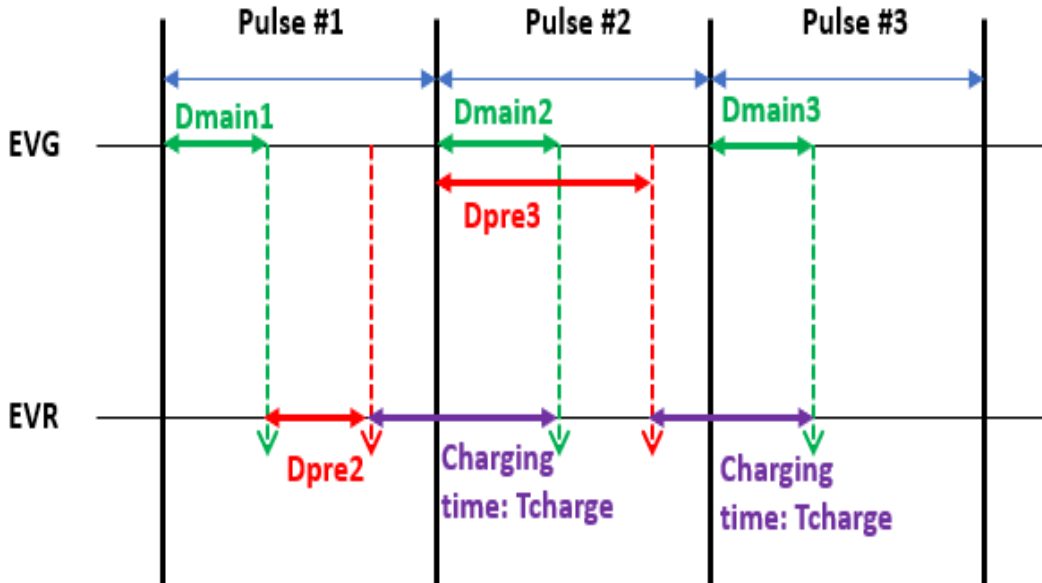 Pulse #1
Pulse #2
Pulse #3
Dmain1
Dmain2
Dmain3
EVG
Dpre3
EVR
Dpre2
Charging
time: Tcharge
Charging
time: Tcharge